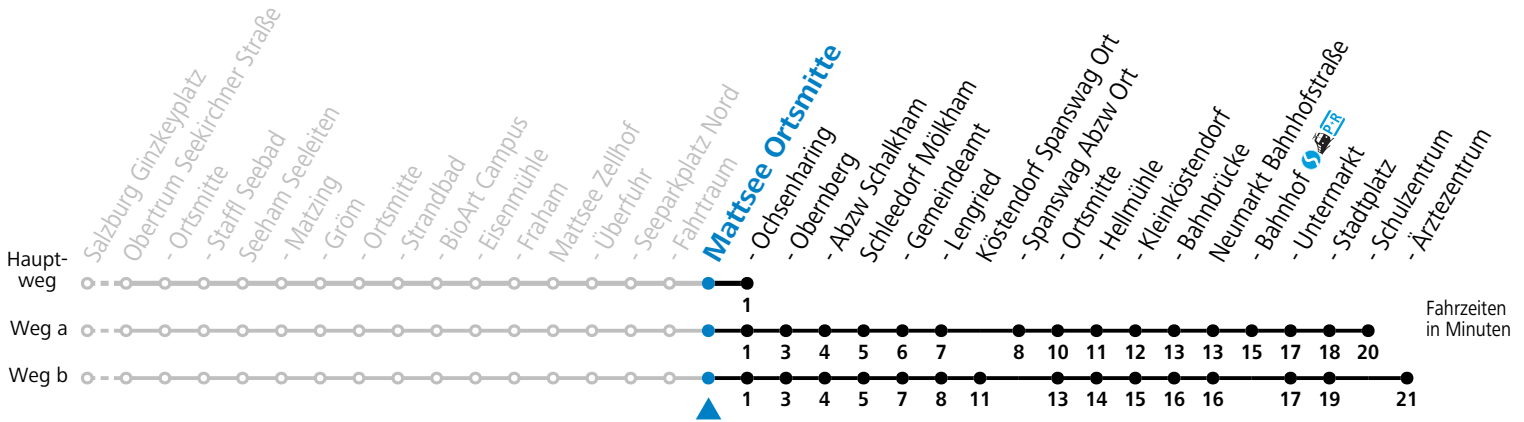 Salzburg Ginzkeyplatz
Obertrum Seekirchner Straße
- Ortsmitte
- Staffl Seebad
Seeham Seeleiten
- Matzing
- Gröm
- Ortsmitte
- Strandbad
- BioArt Campus
- Eisenmühle
- Fraham
Mattsee Zellhof
- Überfuhr
- Seeparkplatz Nord
- Fahrtraum
Mattsee Ortsmitte
- Ochsenharing
- Obernberg
- Abzw Schalkham
Schleedorf Mölkham
- Gemeindeamt
- Lengried
Köstendorf Spanswag Ort
- Spanswag Abzw Ort
- Ortsmitte
- Hellmühle
- Kleinköstendorf
- Bahnbrücke
Neumarkt Bahnhofstraße
- Bahnhof P+R
- Untermarkt
- Stadtplatz
- Schulzentrum
- Ärztezentrum
Haupt-
weg
1
Weg a
1 3 4 5 6 7 8 10 11 12 13 13 15 17 18 20
Weg b
1 3 4 5 7 8 11 13 14 15 16 16 17 19 21
Fahrzeiten
in Minuten